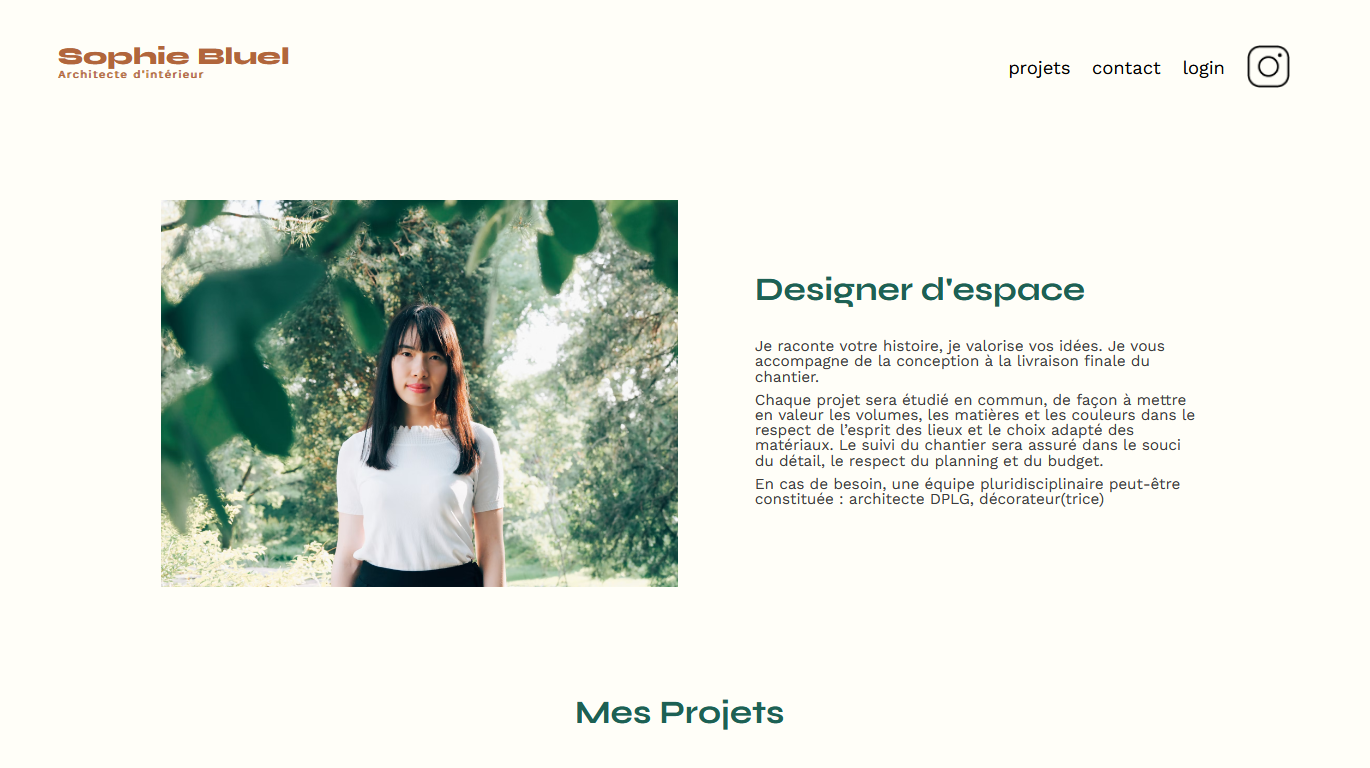 Sophie Bluel
Architecte d'intérieur
projets contact login
Designer d'espace
Je raconte votre histoire, je valorise vos idées. Je vous
accompagne de la conception à la livraison finale du
chantier.
Chaque projet sera étudié en commun, de façon à mettre
en valeur les volumes, les matières et les couleurs dans le
respect de l’esprit des lieux et le choix adapté des
matériaux. Le suivi du chantier sera assuré dans le souci
du détail, le respect du planning et du budget.
En cas de besoin, une équipe pluridisciplinaire peut-être
constituée : architecte DPLG, décorateur(trice)
Mes Projets